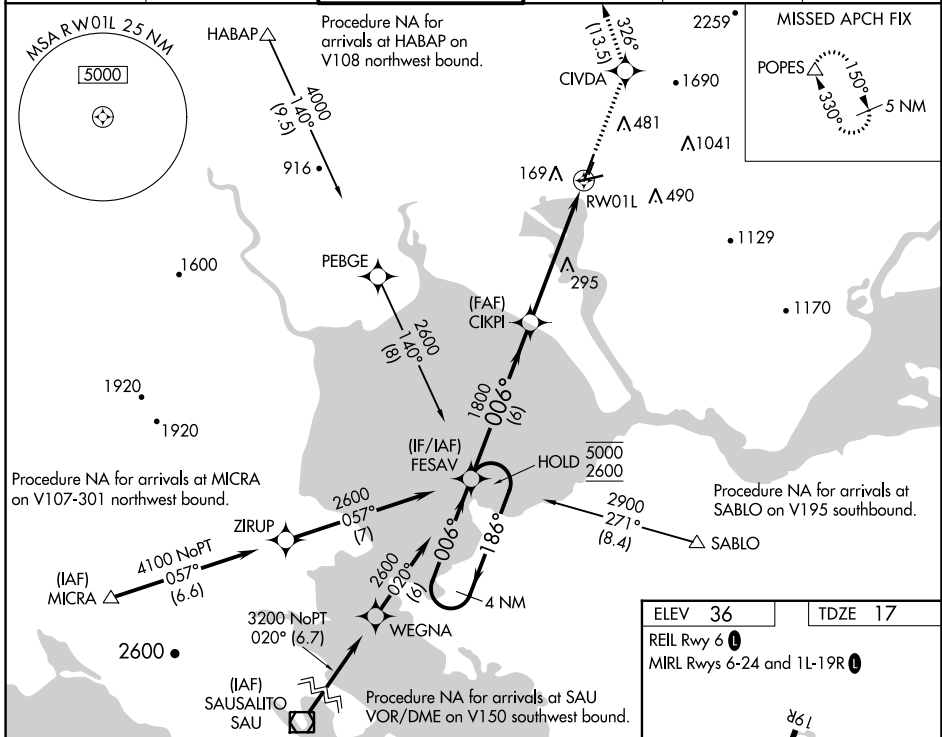 MSA RW01L 25 NM
5000
HABAP
4000
140°
(9.5)
Procedure NA for
arrivals at HABAP on
V108 northwest bound.
326°
(13.5)
CIVDA
2259
1690
481
1041
MISSED APCH FIX
POPES
150°
330°
5 NM
916
169
RW01L
490
1129
1600
PEBGE
295
(FAF)
CIKPI
1170
2600
140°
(8)
1920
1920
1800
006°
(6)
(IF/IAF)
FESAV
HOLD
5000
2600
Procedure NA for arrivals at MICRA
on V107-301 northwest bound.
2600
057°
(7)
2900
271°
(8.4)
Procedure NA for arrivals at
SABLO on V195 southbound.
ZIRUP
SABLO
4100 NoPT
057°
(6.6)
(IAF)
MICRA
006°
186°
4 NM
2600
020°
(6)
WEGNA
3200 NoPT
020° (6.7)
2600
(IAF)
SAUSALITO
SAU
Procedure NA for arrivals at SAU
VOR/DME on V150 southwest bound.
ELEV 36
TDZE 17
REIL Rwy 6 L
MIRL Rwys 6-24 and 1L-19R L
19R